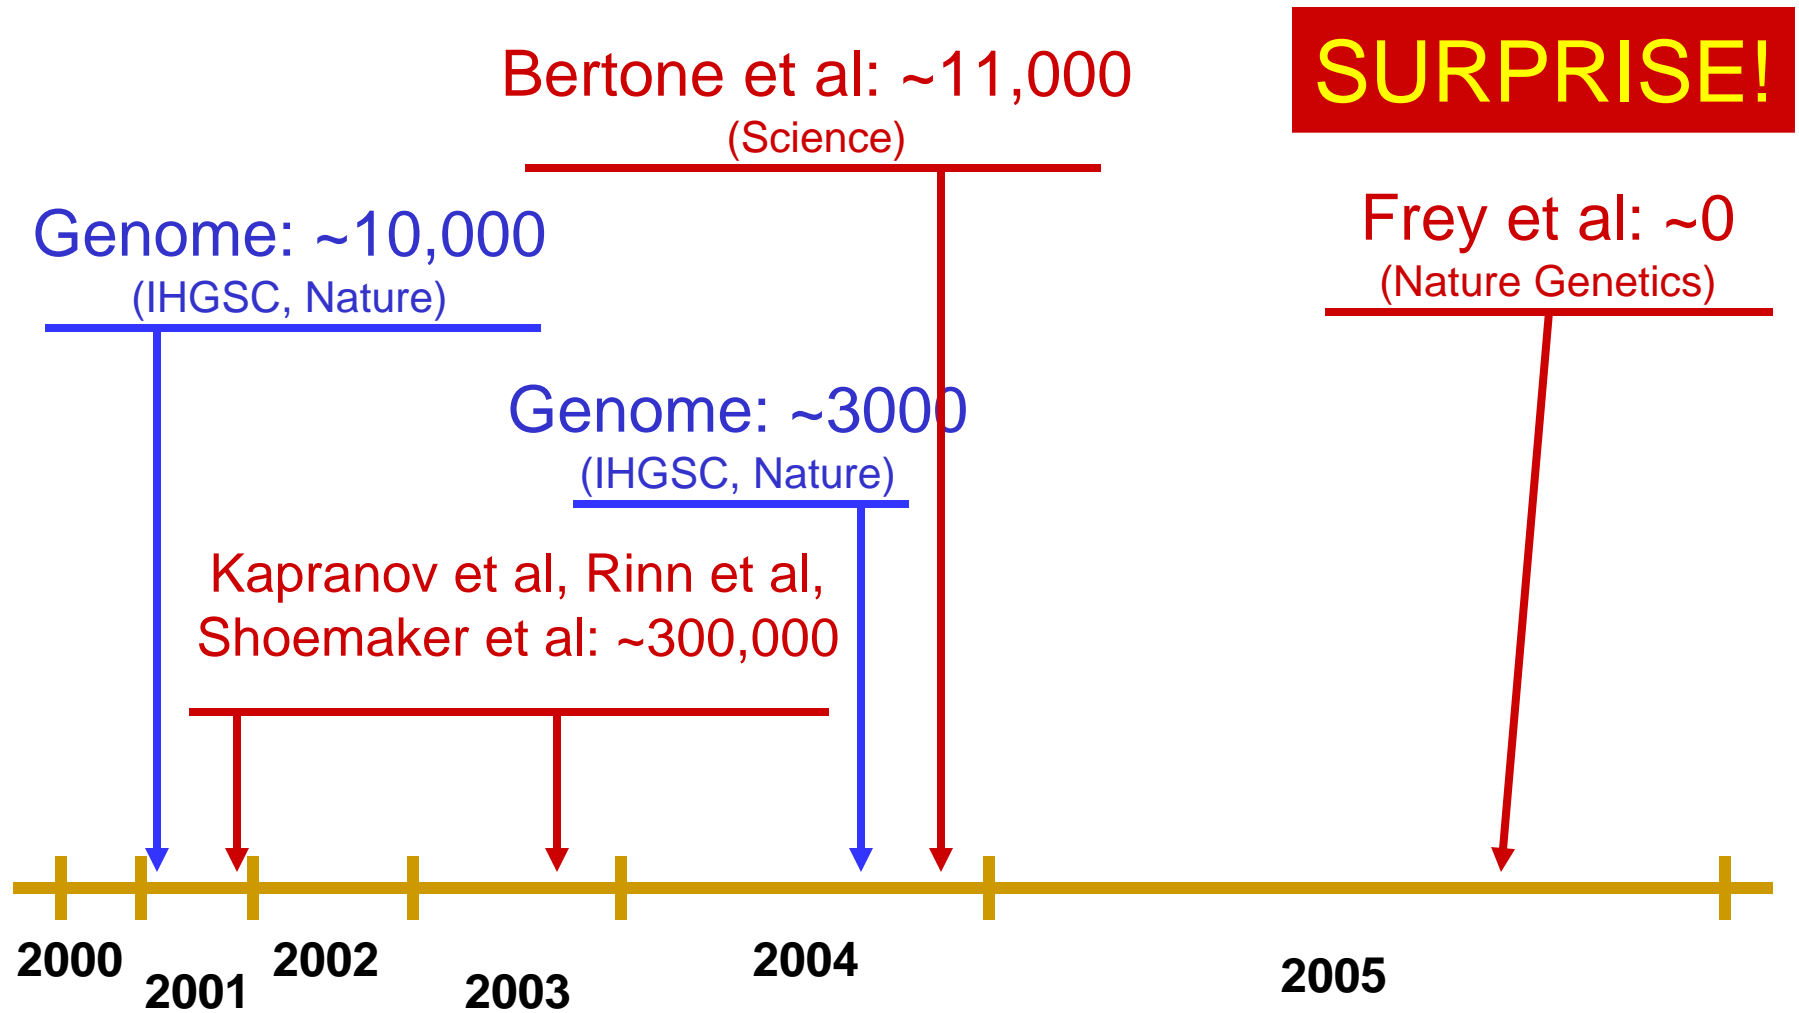 SURPRISE!
Bertone et al: ~11,000
(Science)
Genome: ~10,000
(IHGSC, Nature)
Frey et al: ~0
(Nature Genetics)
Genome: ~3000
(IHGSC, Nature)
Kapranov et al, Rinn et al,
Shoemaker et al: ~300,000
2000
2001
2002
2003
2004
2005